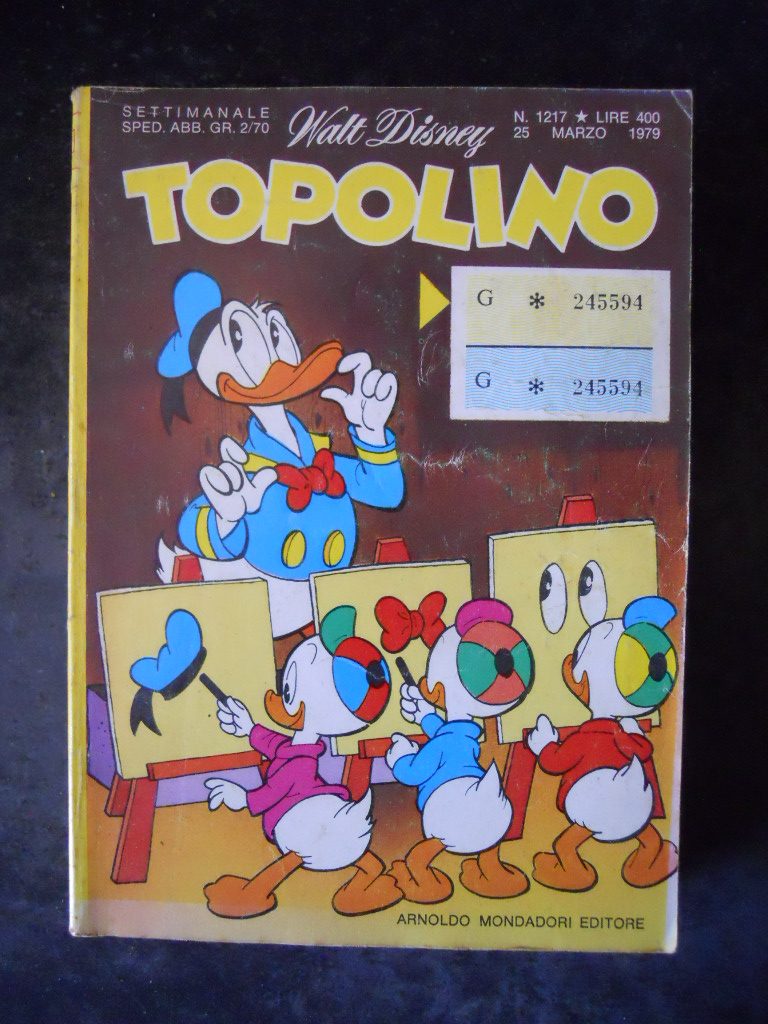 SETTIMANALE
SPED. ABB. GR. 2/70
Walt Disney
N. 1217 ★ LIRE 400
25 MARZO 1979
TOPOLINO
G * 245594
G * 245594
ARNOLDO MONDADORI EDITORE